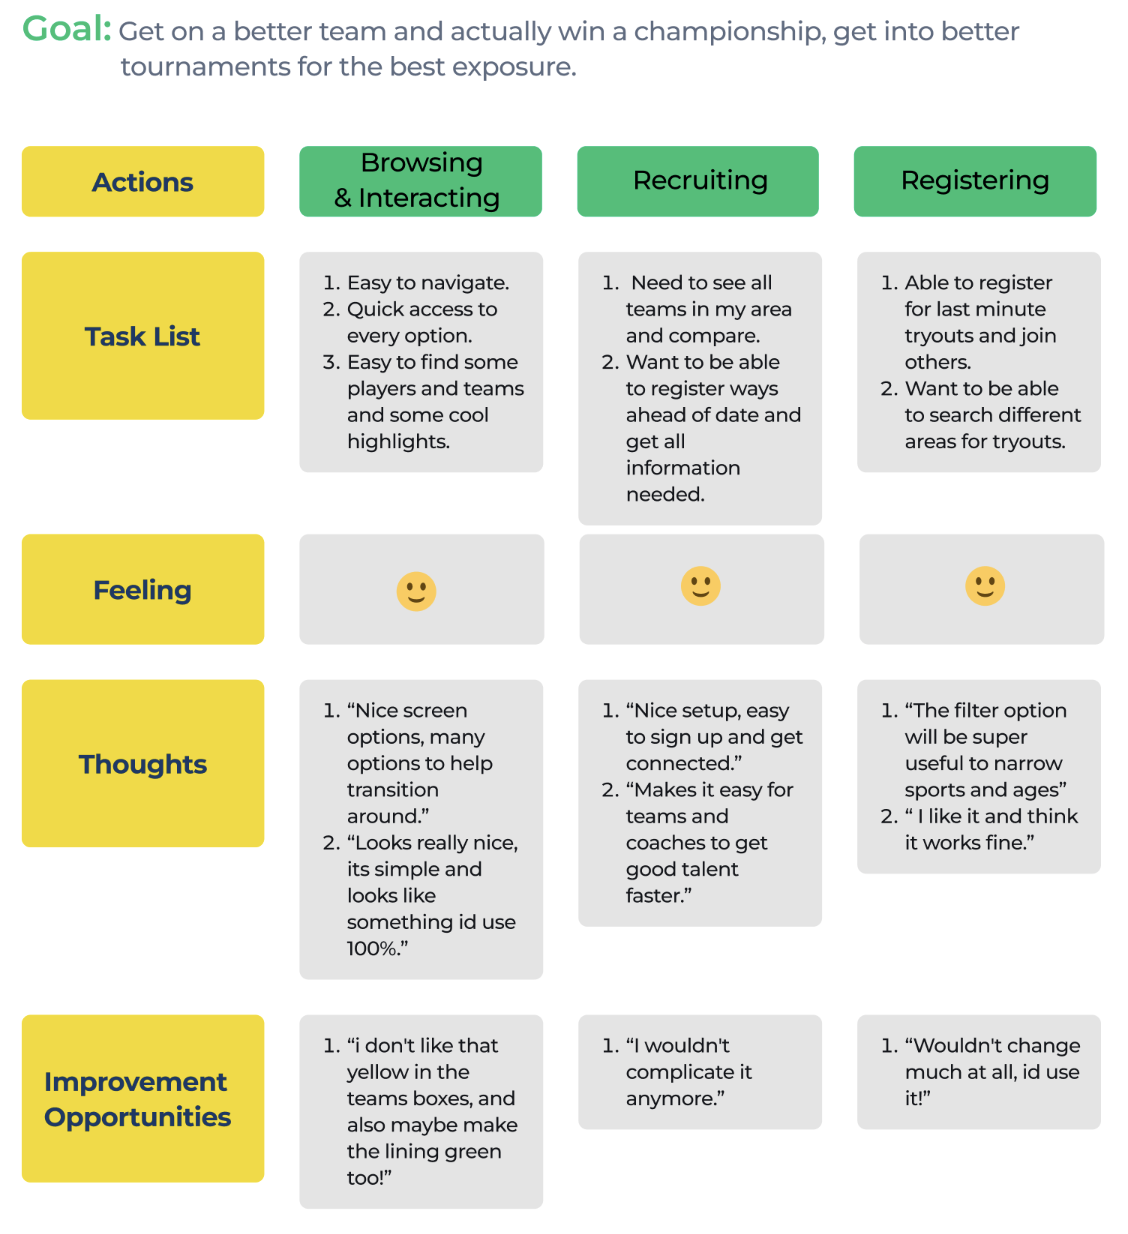 Goal: Get on a better team and actually win a championship, get into better
tournaments for the best exposure.
Actions
Browsing
& Interacting
Recruiting
Registering
Task List
1. Easy to navigate.
2. Quick access to
every option.
3. Easy to find some
players and teams
and some cool
highlights.
1. Need to see all
teams in my area
and compare.
2. Want to be able
to register ways
ahead of date and
get all
information
needed.
1. Able to register
for last minute
tryouts and join
others.
2. Want to be able
to search different
areas for tryouts.
Feeling
Thoughts
1. “Nice screen
options, many
options to help
transition
around.”
2. “Looks really nice,
its simple and
looks like
something id use
100%.”
1. “Nice setup, easy
to sign up and get
connected.”
2. “Makes it easy for
teams and
coaches to get
good talent
faster.”
1. “The filter option
will be super
useful to narrow
sports and ages”
2. “ I like it and think
it works fine.”
Improvement
Opportunities
1. “i don't like that
yellow in the
teams boxes, and
also maybe make
the lining green
too!”
1. “I wouldn't
complicate it
anymore.”
1. “Wouldn't change
much at all, id use
it!”